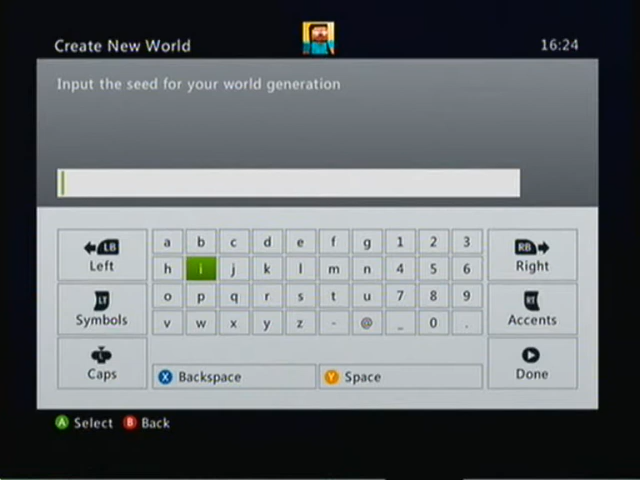 Create New World 16:24
Input the seed for your world generation
LB a b c d e f g 1 2 3 RB
Left h i j k l m n 4 5 6 Right
LT o p q r s t u 7 8 9 RT
Symbols v w x y z - @ _ 0 . Accents
L
Caps X Backspace Y Space Done
A Select B Back